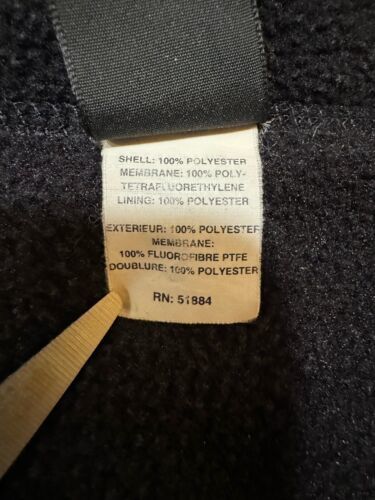 SHELL: 100% POLYESTER
MEMBRANE: 100% POLY-
TETRAFLUORETHYLENE
LINING: 100% POLYESTER
EXTERIEUR: 100% POLYESTER
MEMBRANE:
100% FLUOROFIBRE PTFE
DOUBLURE: 100% POLYESTER
RN: 51884